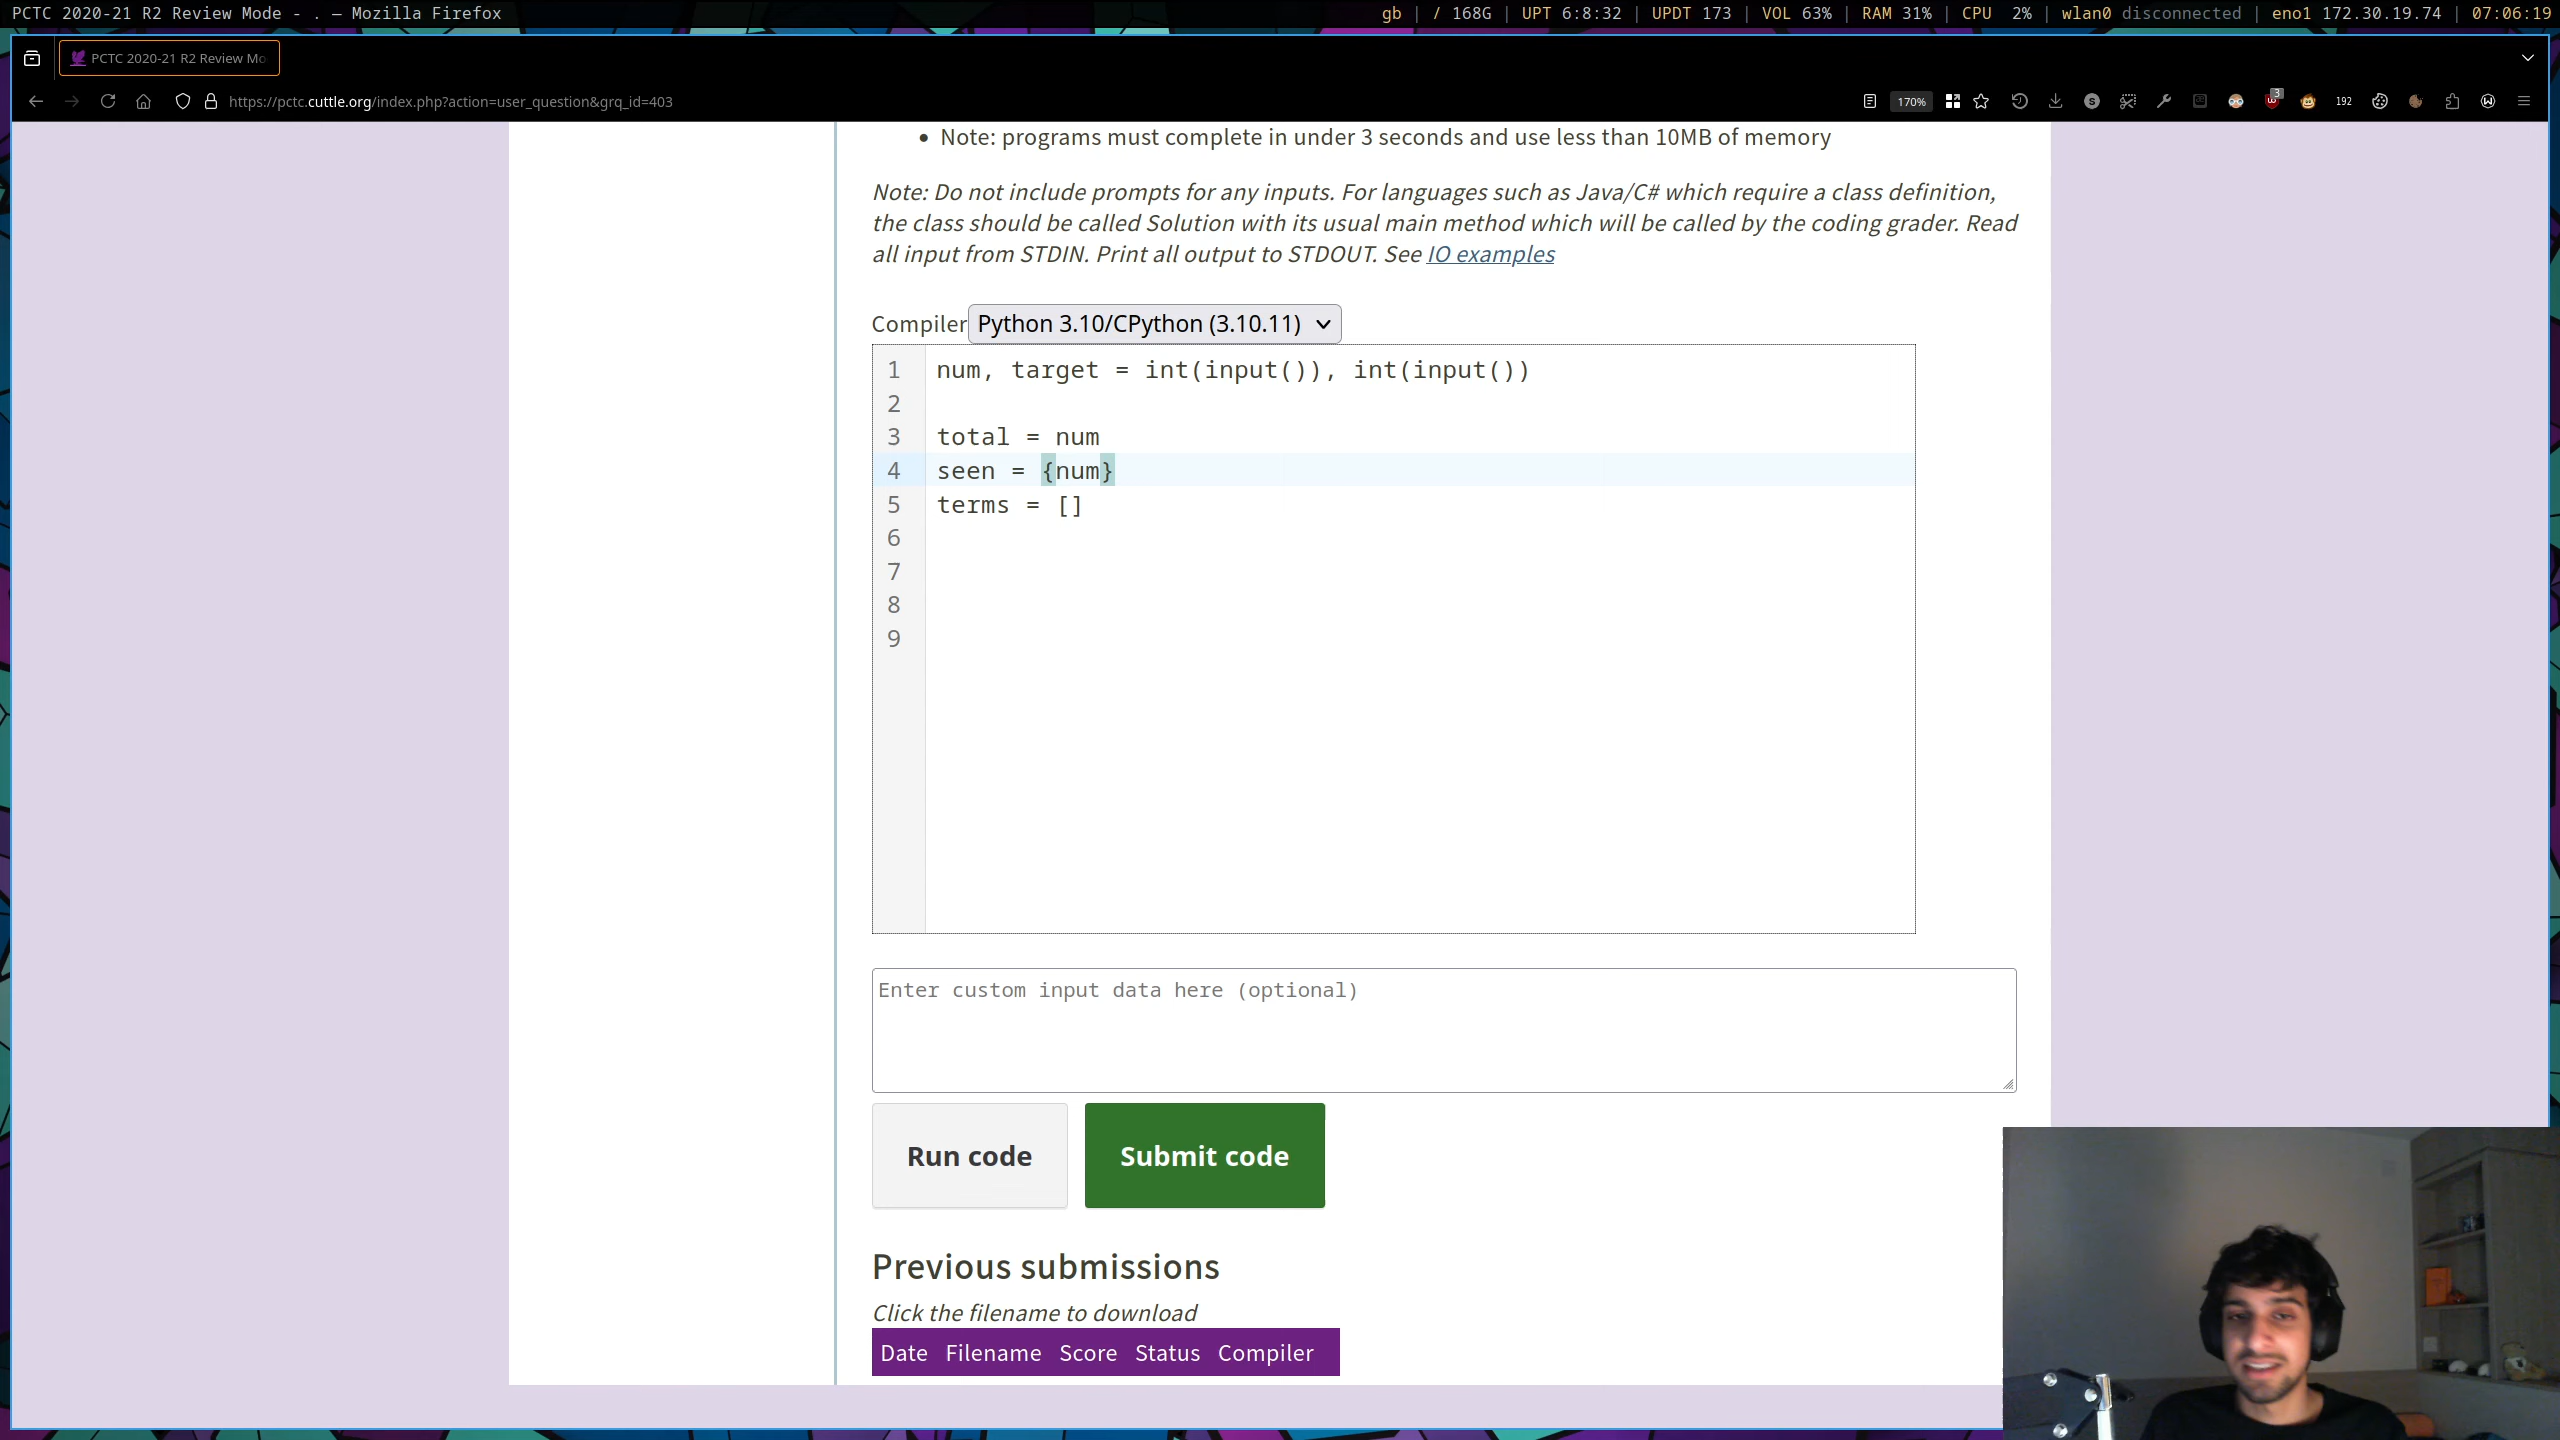 PCTC 2020-21 R2 Review Mode - . — Mozilla Firefox
gb | / 168G | UPT 6:8:32 | UPDT 173 | VOL 63% | RAM 31% | CPU 2% | wlan0 disconnected | eno1 172.30.19.74 | 07:06:19
PCTC 2020-21 R2 Review Mo
https://pctc.cuttle.org/index.php?action=user_question&grq_id=403
170%
3
192
• Note: programs must complete in under 3 seconds and use less than 10MB of memory
Note: Do not include prompts for any inputs. For languages such as Java/C# which require a class definition,
the class should be called Solution with its usual main method which will be called by the coding grader. Read
all input from STDIN. Print all output to STDOUT. See IO examples
Compiler Python 3.10/CPython (3.10.11)
1 num, target = int(input()), int(input())
2
3 total = num
4 seen = {num}
5 terms = []
6
7
8
9
Enter custom input data here (optional)
Run code Submit code
Previous submissions
Click the filename to download
Date Filename Score Status Compiler